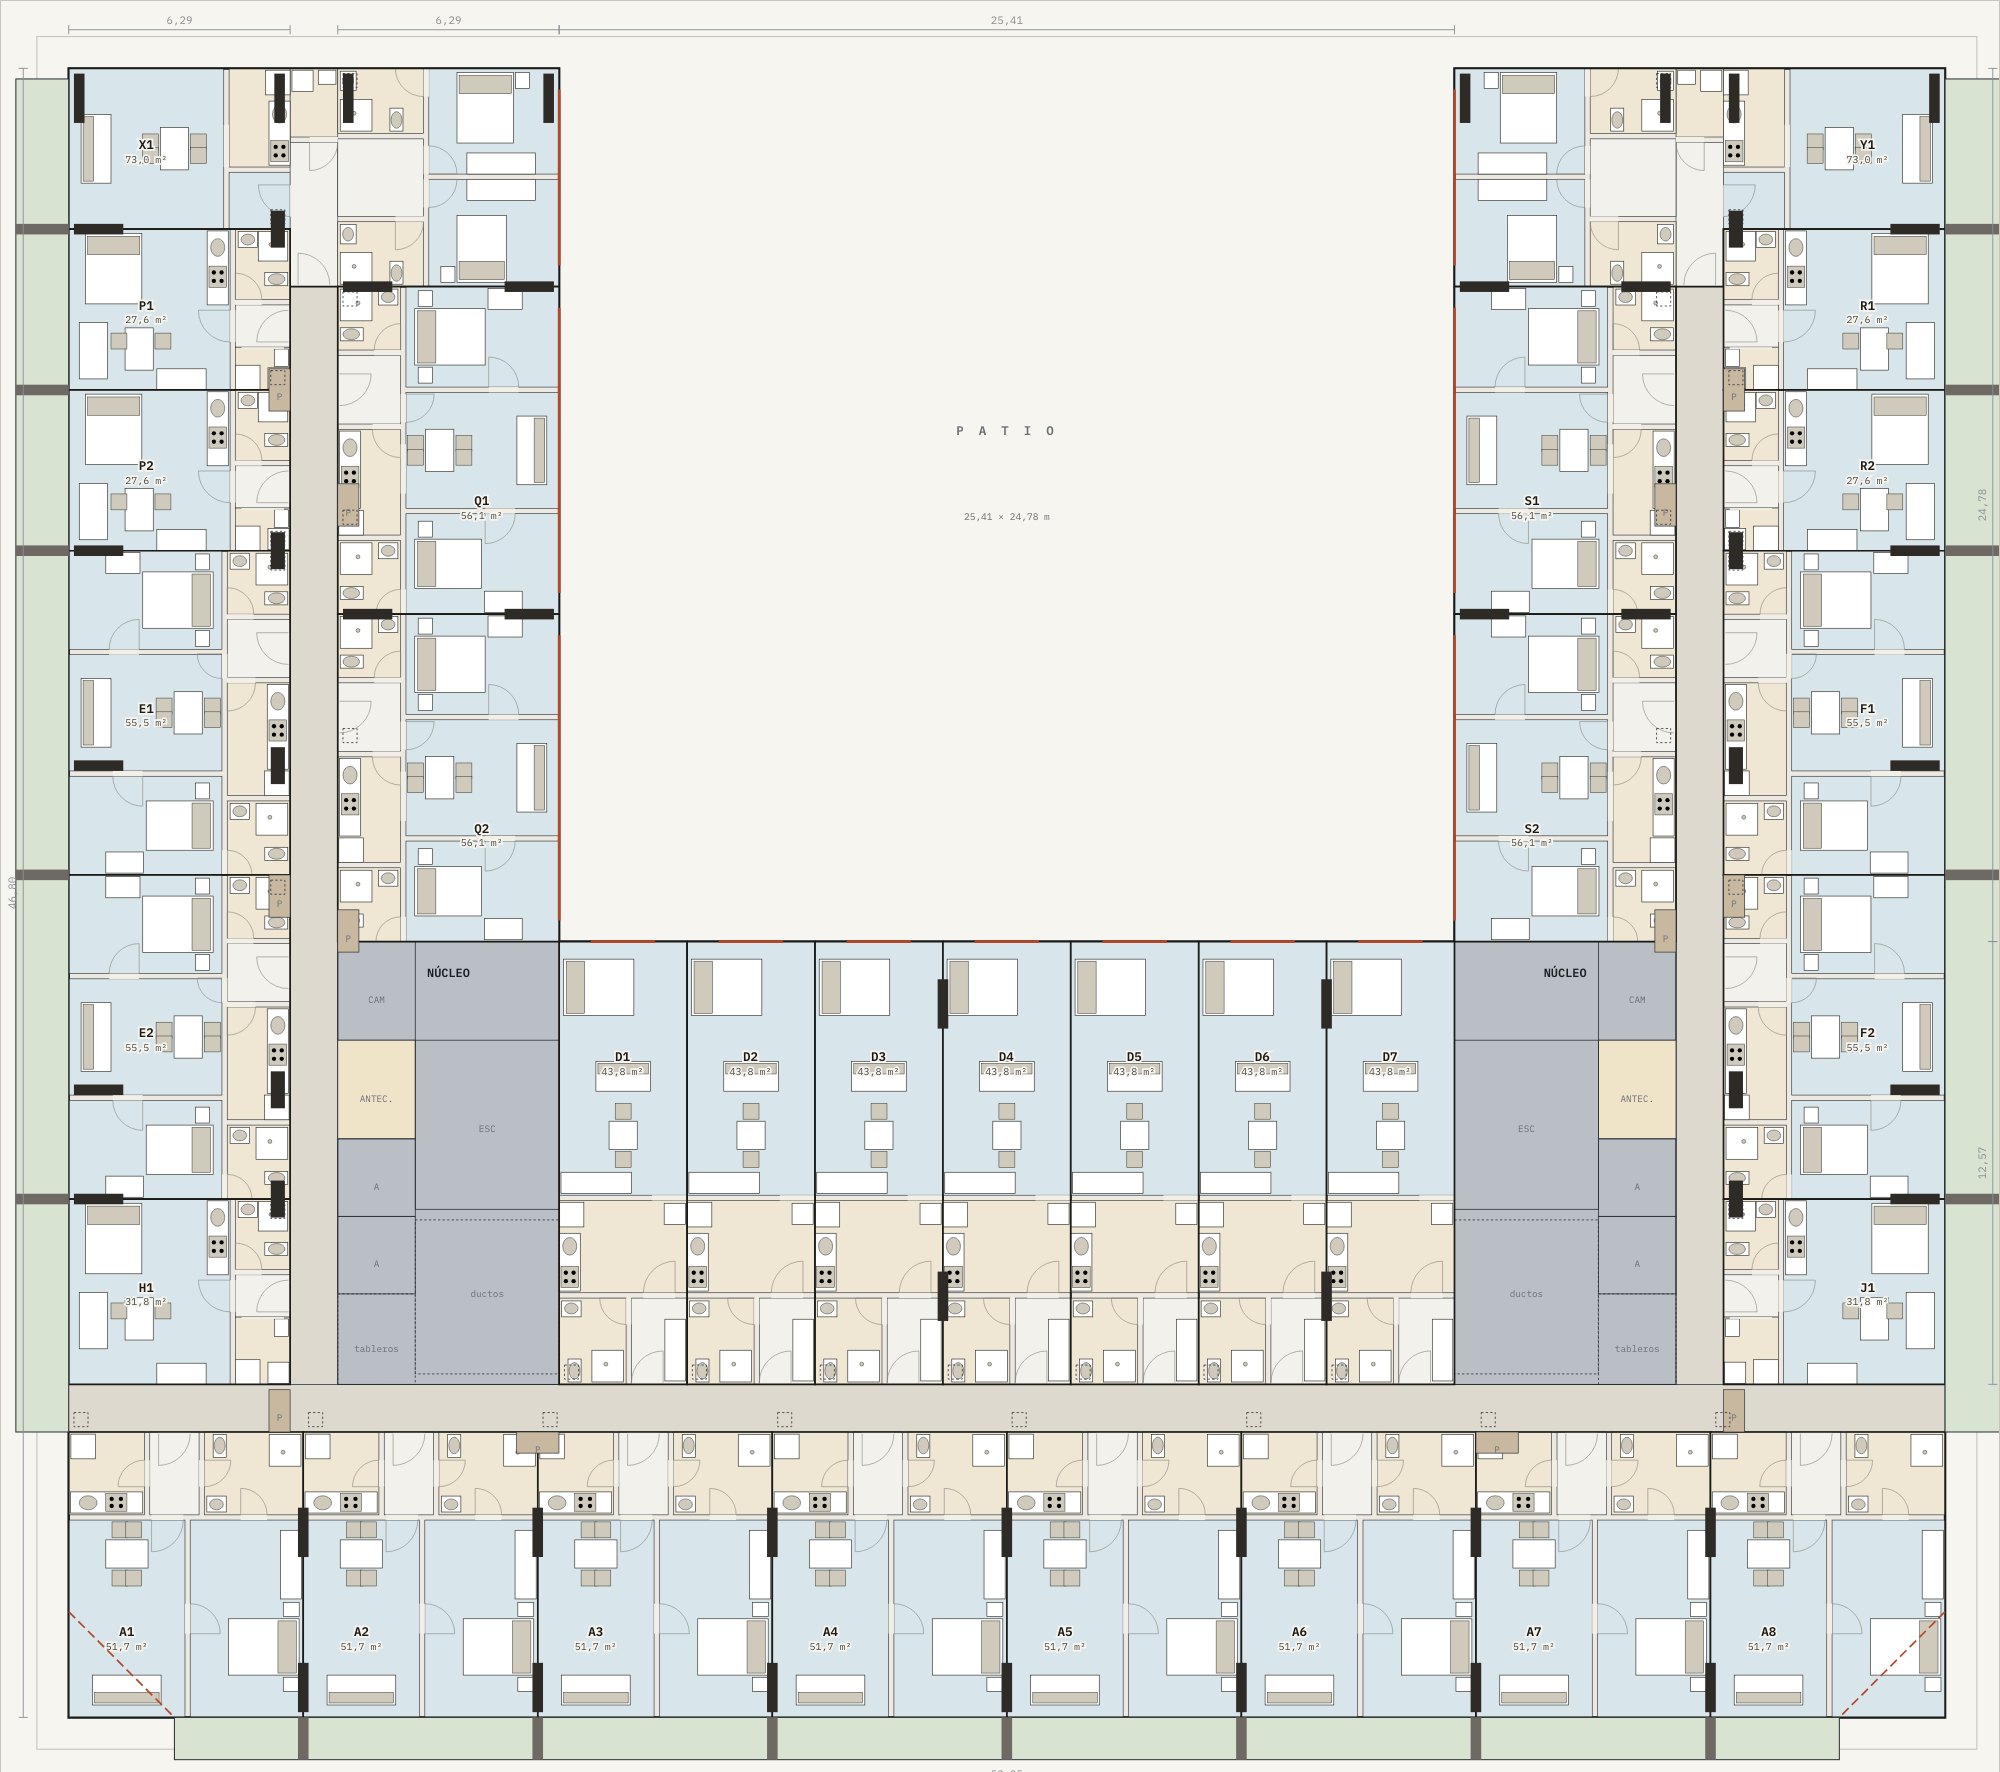 6,29
6,29
25,41
X1
73,0 m²
Y1
73,0 m²
P1
27,6 m²
R1
27,6 m²
P
P
P A T I O
P2
27,6 m²
R2
27,6 m²
Q1
56,1 m²
S1
56,1 m²
P
P
25,41 × 24,78 m
24,78
E1
55,5 m²
F1
55,5 m²
Q2
56,1 m²
S2
56,1 m²
46,80
P
P
P
P
NÚCLEO
NÚCLEO
CAM
CAM
E2
55,5 m²
F2
55,5 m²
D1
43,8 m²
D2
43,8 m²
D3
43,8 m²
D4
43,8 m²
D5
43,8 m²
D6
43,8 m²
D7
43,8 m²
ANTEC.
ANTEC.
ESC
ESC
12,57
A
A
A
A
H1
31,8 m²
J1
31,8 m²
ductos
ductos
tableros
tableros
P
P
P
P
A1
51,7 m²
A2
51,7 m²
A3
51,7 m²
A4
51,7 m²
A5
51,7 m²
A6
51,7 m²
A7
51,7 m²
A8
51,7 m²